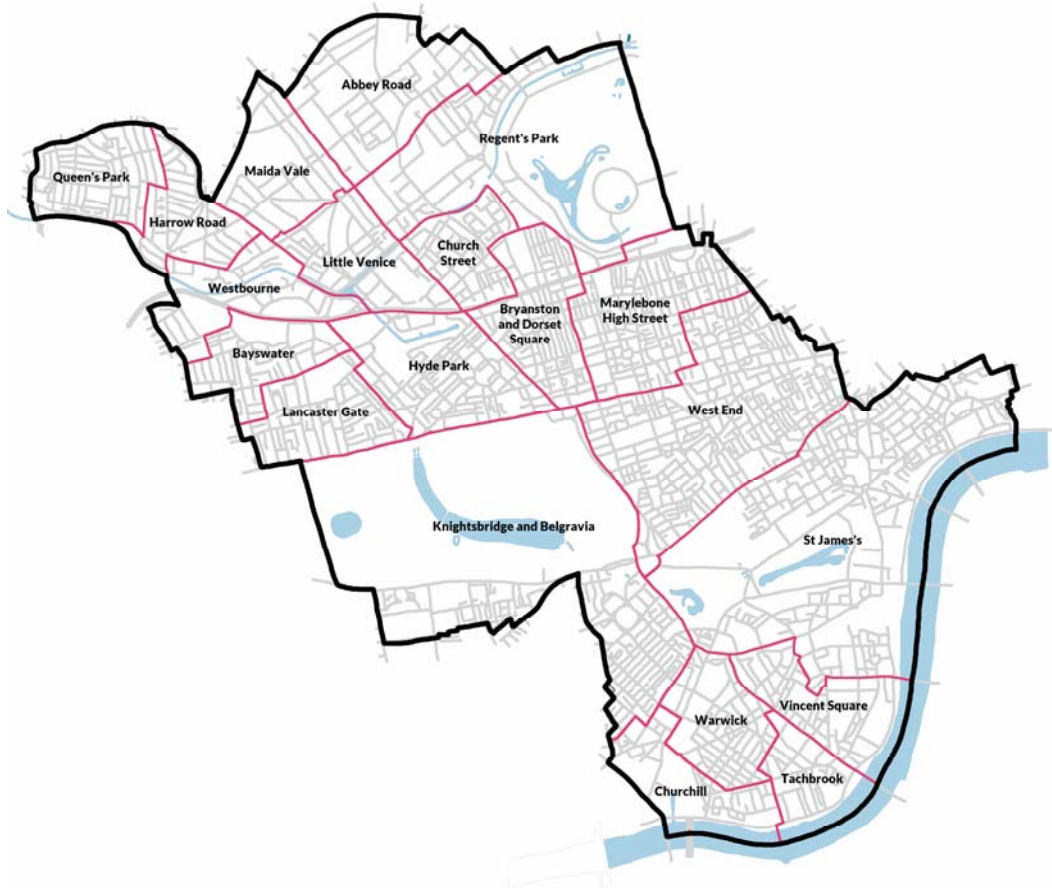 Abbey Road
Regent's Park
Maida Vale
Queen's Park
Harrow Road
Church
Street
Little Venice
Westbourne
Marylebone
High Street
Bryanston
and Dorset
Square
Bayswater
Hyde Park
Lancaster Gate
West End
Knightsbridge and Belgravia
St James's
Vincent Square
Warwick
Tachbrook
Churchill